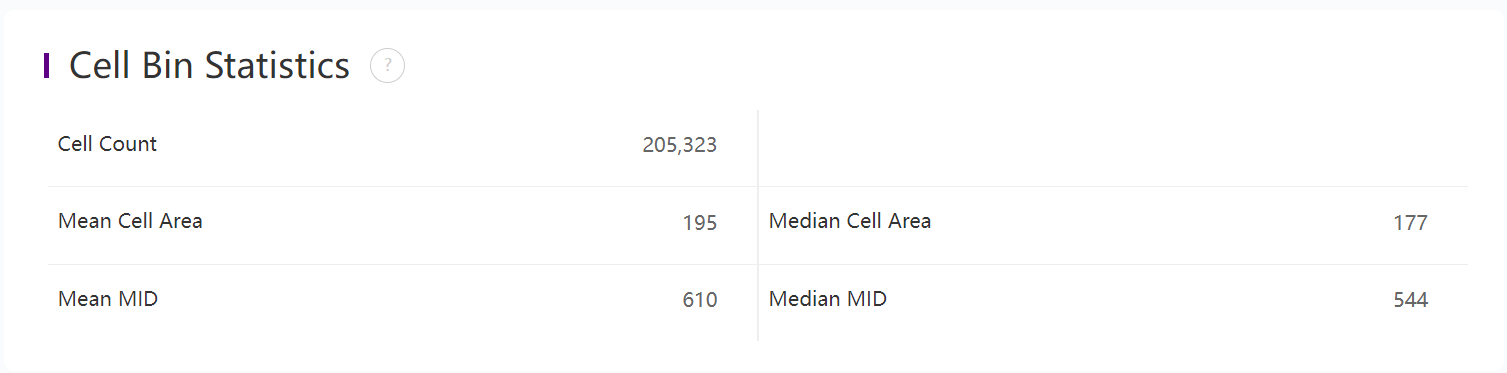 Cell Bin Statistics ?
Cell Count 205,323
Mean Cell Area 195 Median Cell Area 177
Mean MID 610 Median MID 544